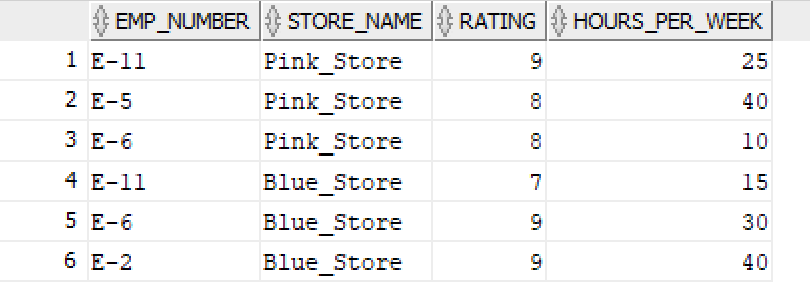 EMP_NUMBER STORE_NAME RATING HOURS_PER_WEEK
1 E-11 Pink_Store 9 25
2 E-5 Pink_Store 8 40
3 E-6 Pink_Store 8 10
4 E-11 Blue_Store 7 15
5 E-6 Blue_Store 9 30
6 E-2 Blue_Store 9 40